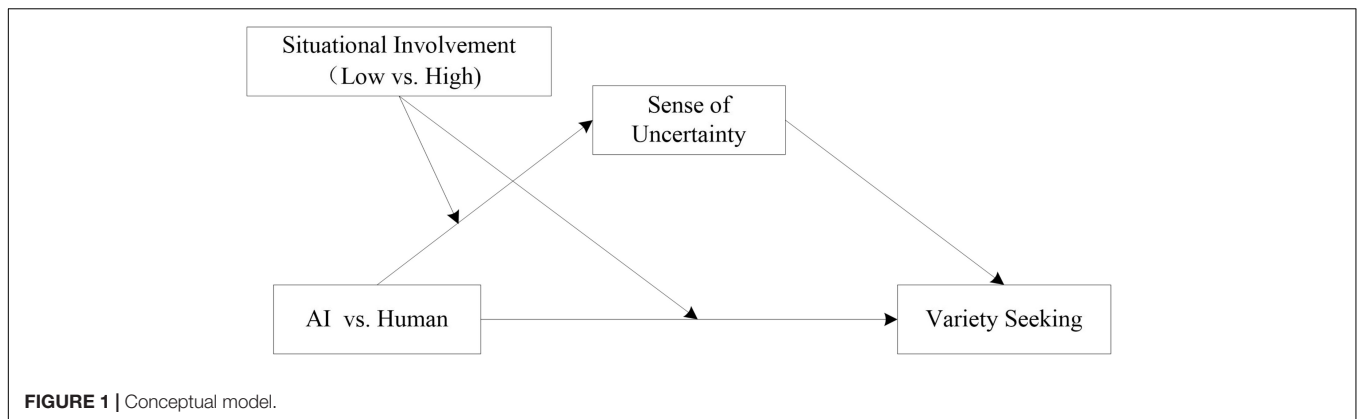 Situational Involvement
（Low vs. High)
Sense of
Uncertainty
AI vs. Human
Variety Seeking
FIGURE 1 | Conceptual model.